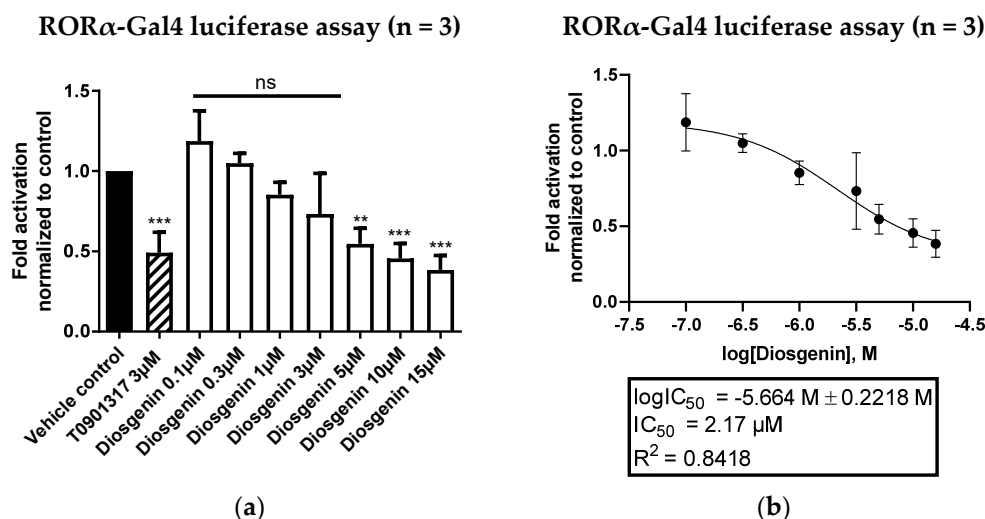 RORα-Gal4 luciferase assay (n = 3)
Fold activation
normalized to control
1.5
1.0
0.5
0.0
ns
***
**
***
***
Vehicle control
T0901317 3µM
Diosgenin 0.1µM
Diosgenin 0.3µM
Diosgenin 1µM
Diosgenin 3µM
Diosgenin 5µM
Diosgenin 10µM
Diosgenin 15µM
(a)
RORα-Gal4 luciferase assay (n = 3)
Fold activation
normalized to control
1.5
1.0
0.5
0.0
-7.5 -7.0 -6.5 -6.0 -5.5 -5.0 -4.5
log[Diosgenin], M
logIC50 = -5.664 M ± 0.2218 M
IC50 = 2.17 µM
R2 = 0.8418
(b)